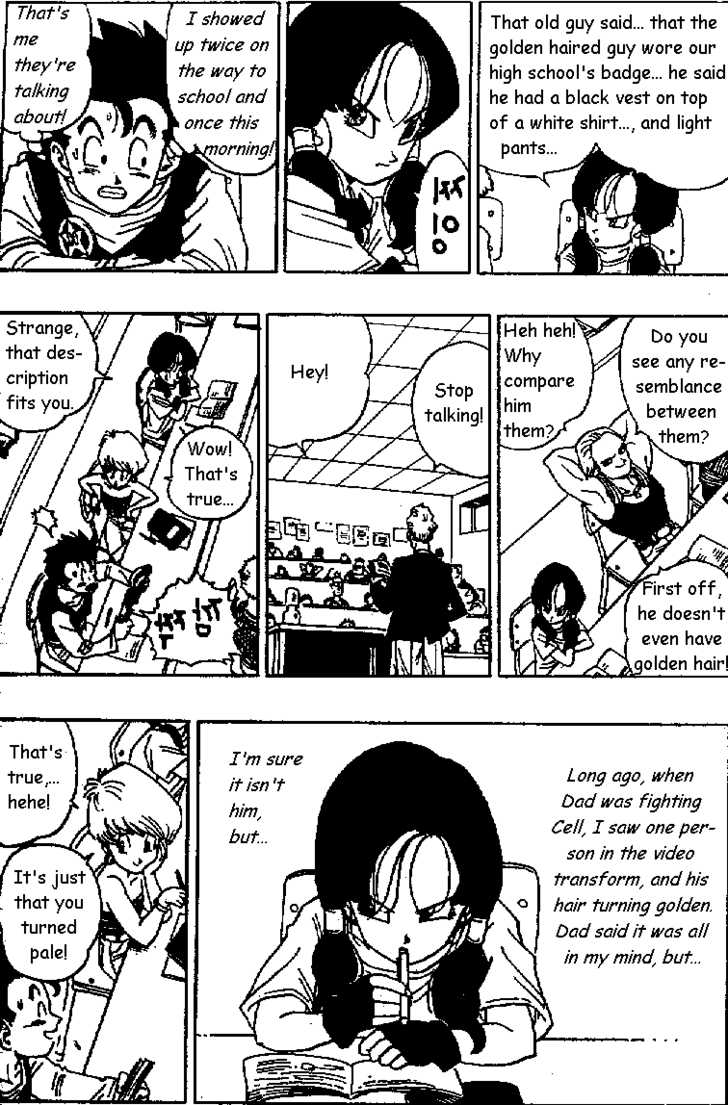 That's
me
they're
talking
about!
I showed
up twice on
the way to
school and
once this
morning!
That old guy said... that the
golden haired guy wore our
high school's badge... he said
he had a black vest on top
of a white shirt..., and light
pants...
Strange,
that des-
cription
fits you.
Wow!
That's
true...
Hey!
Stop
talking!
Heh heh!
Why
compare
him
them?
Do you
see any re-
semblance
between
them?
First off,
he doesn't
even have
golden hair!
That's
true,...
hehe!
It's just
that you
turned
pale!
I'm sure
it isn't
him,
but...
Long ago, when
Dad was fighting
Cell, I saw one per-
son in the video
transform, and his
hair turning golden.
Dad said it was all
in my mind, but...